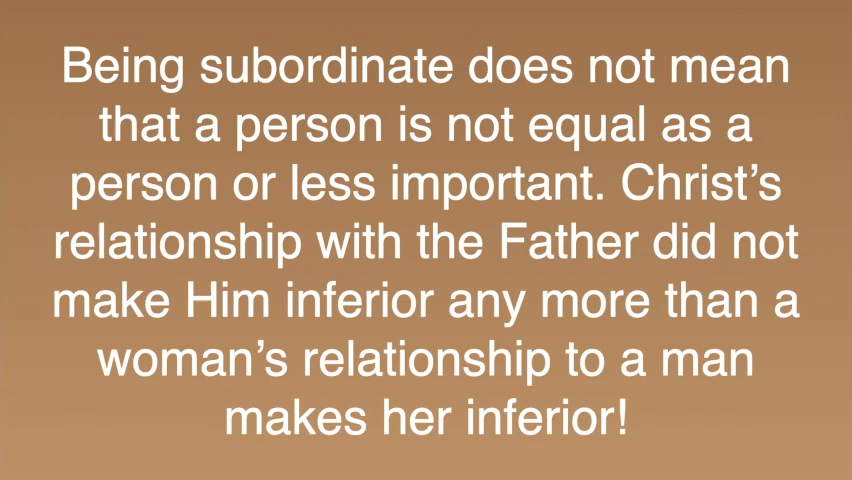 Being subordinate does not mean
that a person is not equal as a
person or less important. Christ’s
relationship with the Father did not
make Him inferior any more than a
woman’s relationship to a man
makes her inferior!